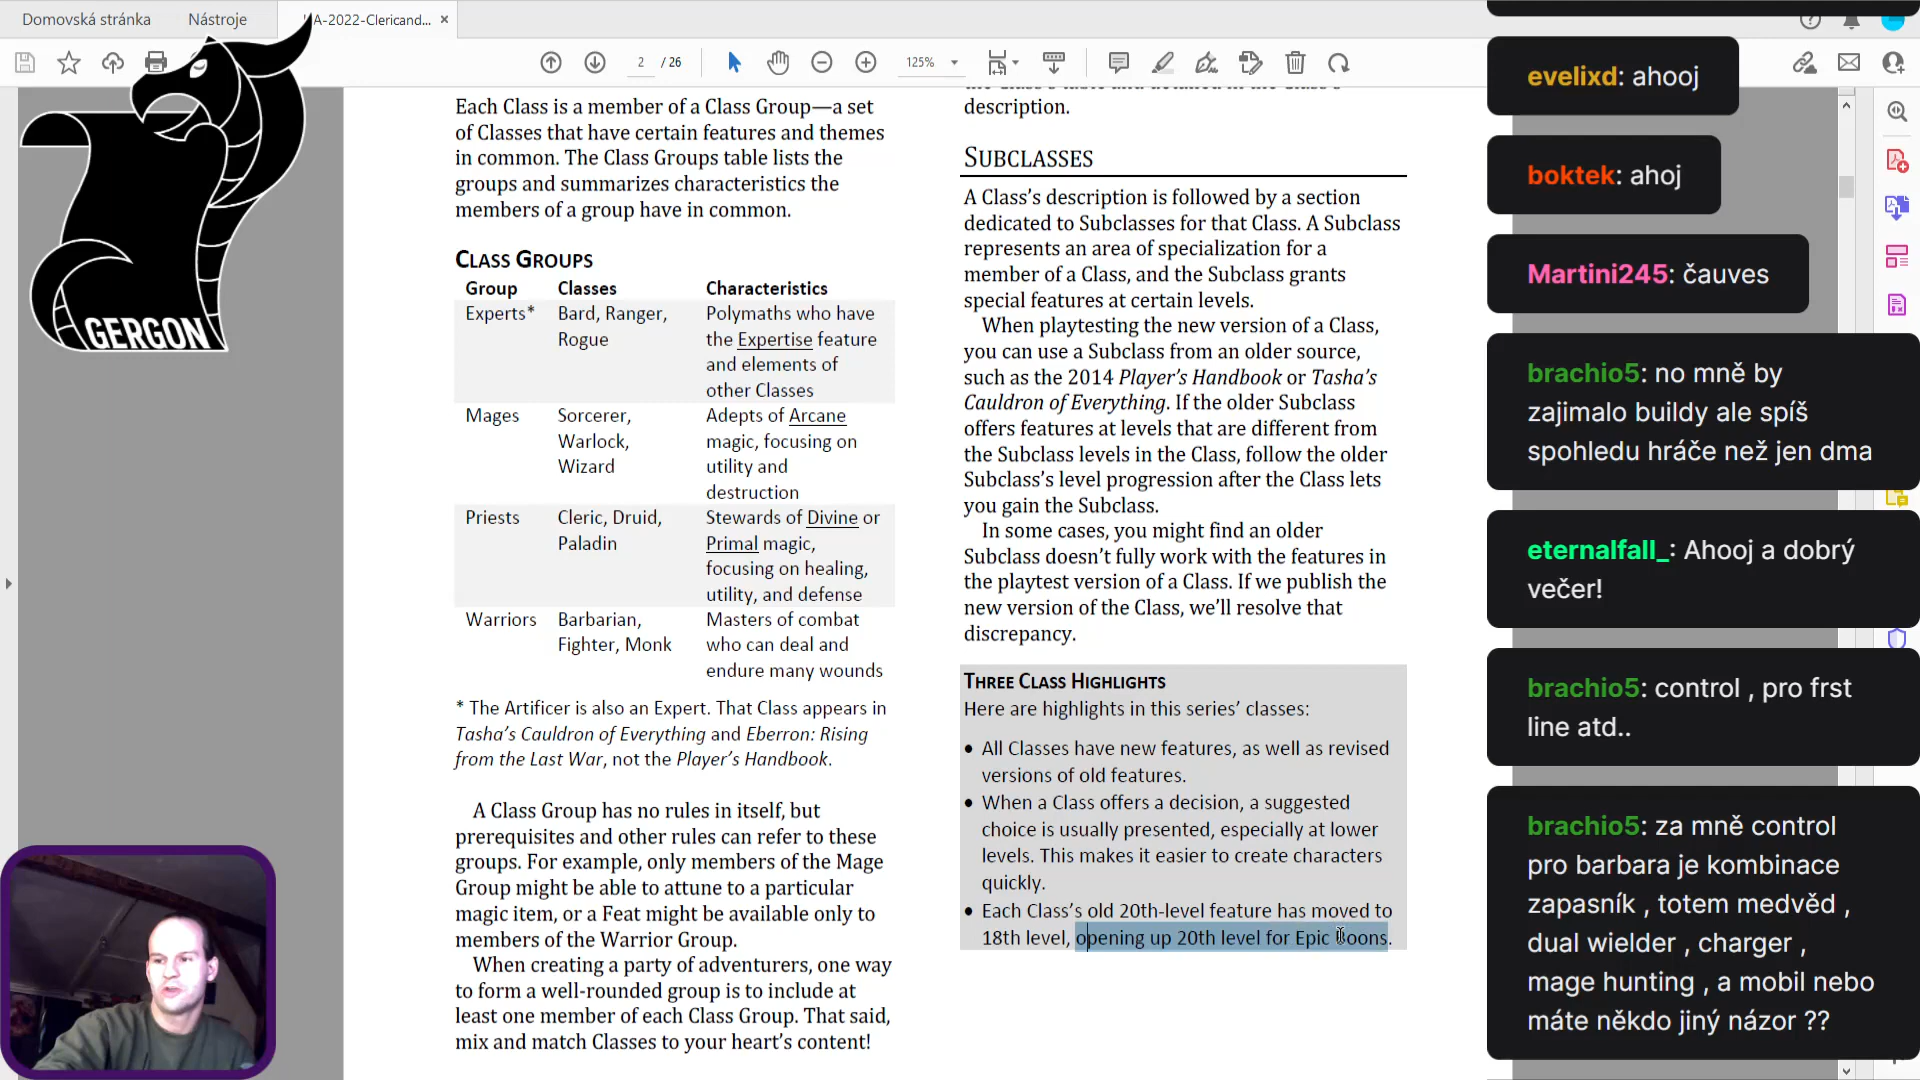 Domovská stránka
Nástroje
A-2022-Clericand...
2 / 26
125%
GERGON
Each Class is a member of a Class Group—a set
of Classes that have certain features and themes
in common. The Class Groups table lists the
groups and summarizes characteristics the
members of a group have in common.
CLASS GROUPS
Group Classes Characteristics
Experts* Bard, Ranger, Polymaths who have
Rogue the Expertise feature
and elements of
other Classes
Mages Sorcerer, Adepts of Arcane
Warlock, magic, focusing on
Wizard utility and
destruction
Priests Cleric, Druid, Stewards of Divine or
Paladin Primal magic,
focusing on healing,
utility, and defense
Warriors Barbarian, Masters of combat
Fighter, Monk who can deal and
endure many wounds
* The Artificer is also an Expert. That Class appears in
Tasha's Cauldron of Everything and Eberron: Rising
from the Last War, not the Player's Handbook.
A Class Group has no rules in itself, but
prerequisites and other rules can refer to these
groups. For example, only members of the Mage
Group might be able to attune to a particular
magic item, or a Feat might be available only to
members of the Warrior Group.
When creating a party of adventurers, one way
to form a well-rounded group is to include at
least one member of each Class Group. That said,
mix and match Classes to your heart's content!
description.
SUBCLASSES
A Class's description is followed by a section
dedicated to Subclasses for that Class. A Subclass
represents an area of specialization for a
member of a Class, and the Subclass grants
special features at certain levels.
When playtesting the new version of a Class,
you can use a Subclass from an older source,
such as the 2014 Player's Handbook or Tasha's
Cauldron of Everything. If the older Subclass
offers features at levels that are different from
the Subclass levels in the Class, follow the older
Subclass's level progression after the Class lets
you gain the Subclass.
In some cases, you might find an older
Subclass doesn't fully work with the features in
the playtest version of a Class. If we publish the
new version of the Class, we'll resolve that
discrepancy.
THREE CLASS HIGHLIGHTS
Here are highlights in this series' classes:
• All Classes have new features, as well as revised
versions of old features.
• When a Class offers a decision, a suggested
choice is usually presented, especially at lower
levels. This makes it easier to create characters
quickly.
• Each Class's old 20th-level feature has moved to
18th level, opening up 20th level for Epic Boons.
evelixd: ahooj
boktek: ahoj
Martini245: čauves
brachio5: no mně by
zajimalo buildy ale spíš
spohledu hráče než jen dma
eternalfall_: Ahooj a dobrý
večer!
brachio5: control , pro frst
line atd..
brachio5: za mně control
pro barbara je kombinace
zapasník , totem medvěd ,
dual wielder , charger ,
mage hunting , a mobil nebo
máte někdo jiný názor ??